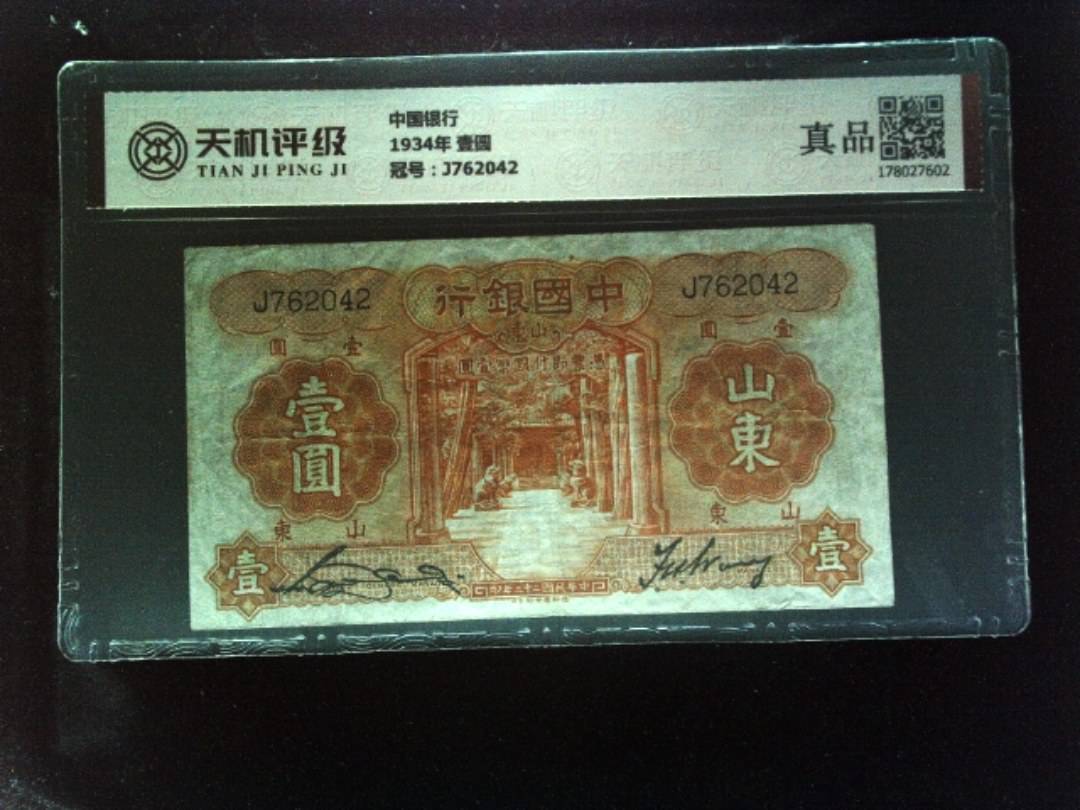 天机评级
TIAN JI PING JI
中国银行
1934年 壹圆
冠号：J762042
真品
178027602
J762042
行銀國中
J762042
圓 壹
圓 壹
壹圓
山東
東 山
東 山
壹
壹